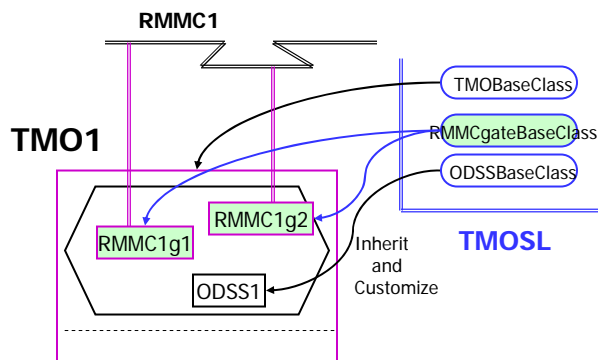 RMMC1
TMOBaseClass
TMO1
RMMCgateBaseClass
ODSSBaseClass
RMMC1g2
RMMC1g1
TMOSL
Inherit
and
Customize
ODSS1